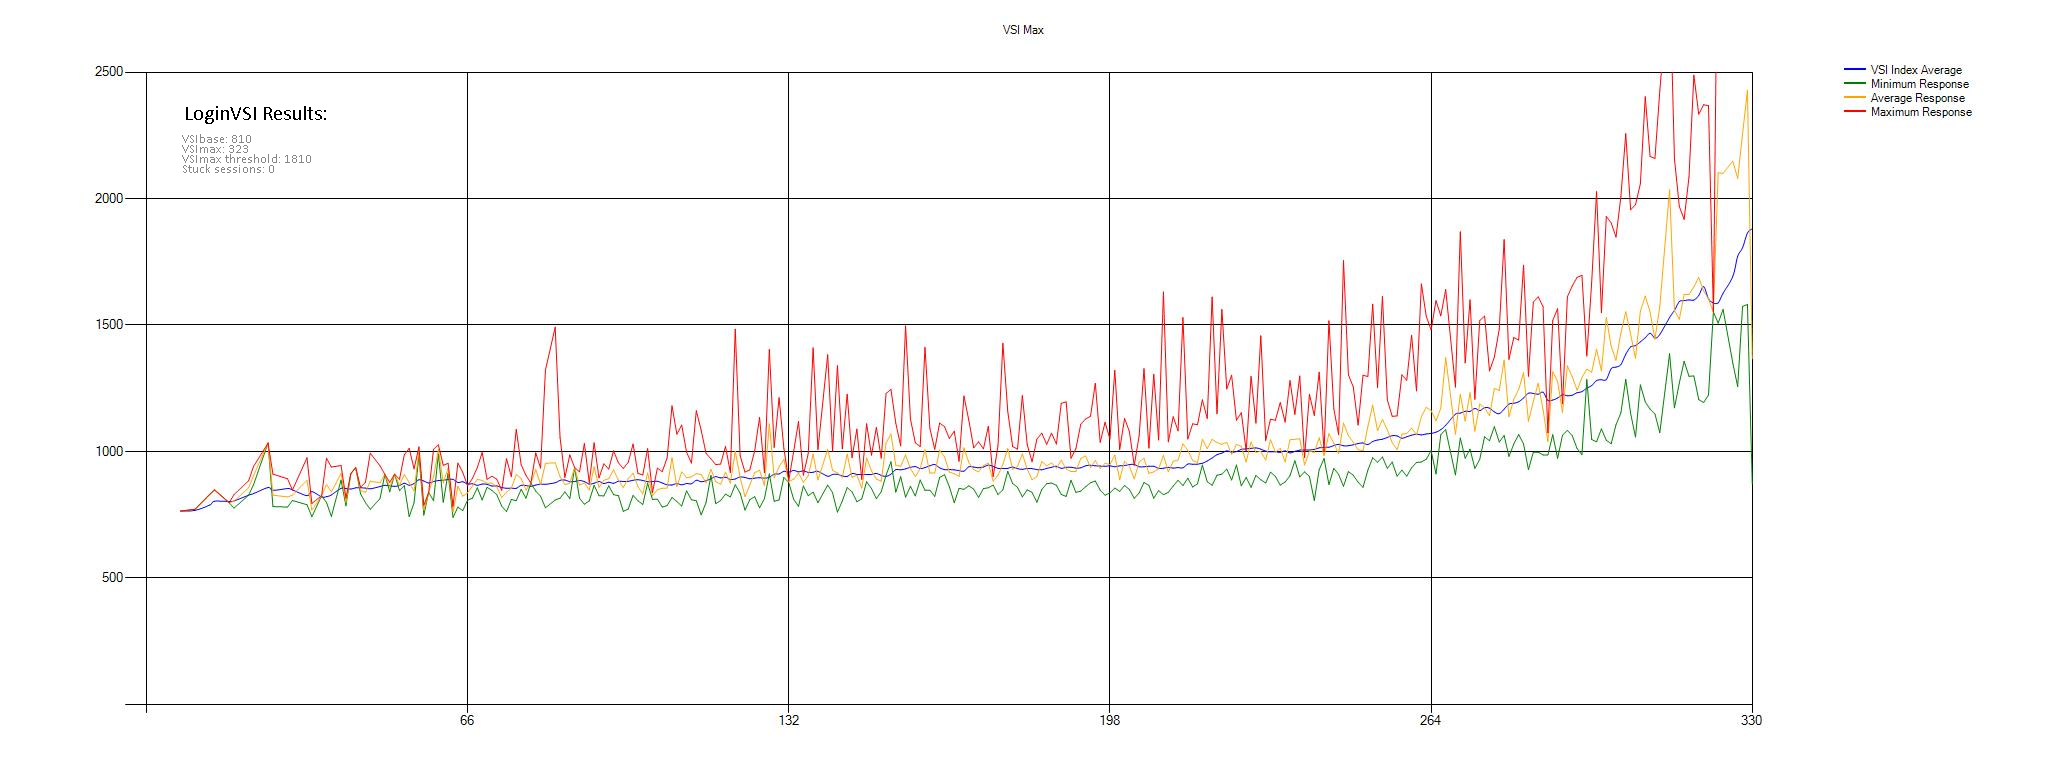 VSI Max
2500
2000
1500
1000
500
LoginVSI Results:
VSIbase: 810
VSImax: 323
VSImax threshold: 1810
Stuck sessions: 0
66
132
198
264
330
VSI Index Average
Minimum Response
Average Response
Maximum Response